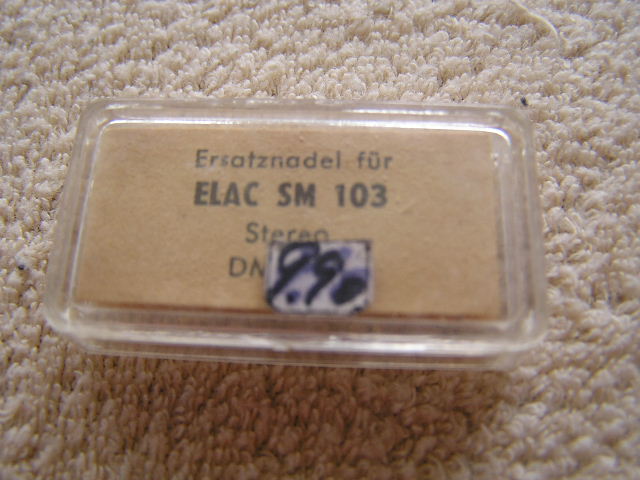 Ersatznadel für
ELAC SM 103
Stereo
DM
9.90